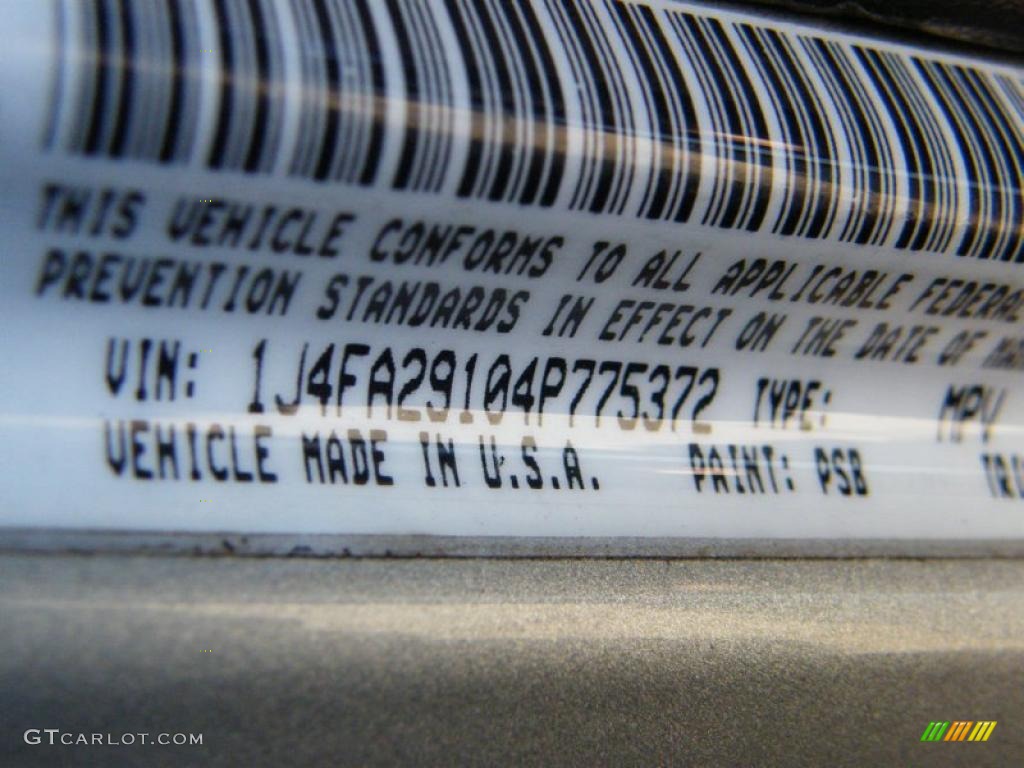 THIS VEHICLE CONFORMS TO ALL APPLICABLE FEDERAL
PREVENTION STANDARDS IN EFFECT ON THE DATE OF
VIN: 1J4FA29104P775372 TYPE: MPV
VEHICLE MADE IN U.S.A. PAINT: PSB
GTCARLOT.COM